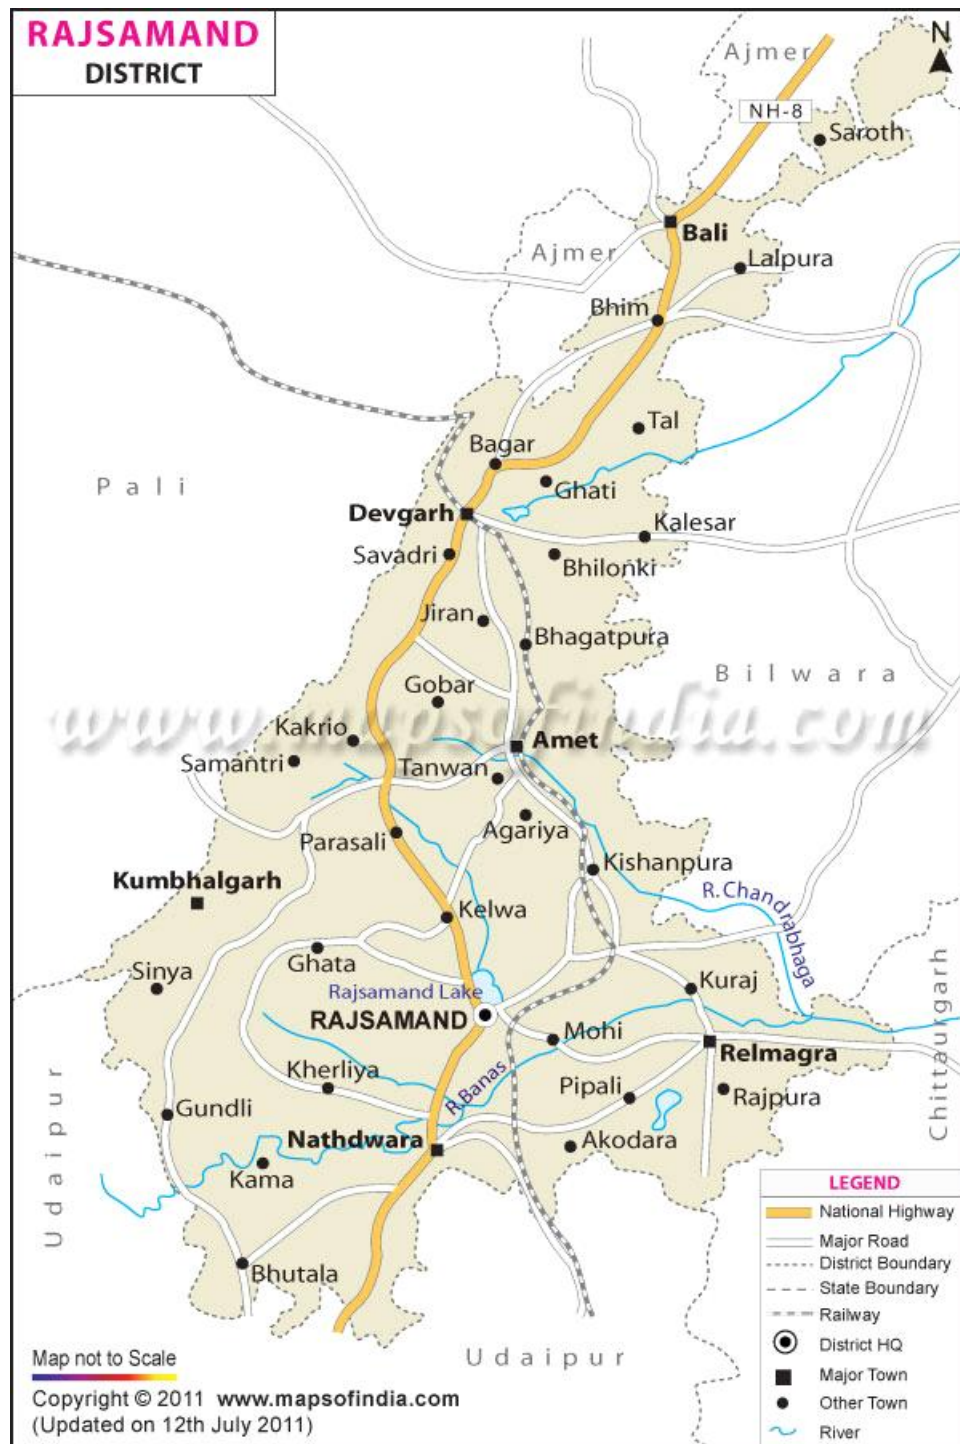 RAJSAMAND
DISTRICT
N
Ajmer
NH-8
Saroth
Bali
Ajmer
Lalpura
Bhim
Tal
Bagar
Pali
Ghati
Devgarh
Kalesar
Savadri
Bhilonki
Jiran
Bhagatpura
Bilwara
Gobar
www.mapsofindia.com
Kakrio
Amet
Samantri
Tanwan
Agariya
Parasali
Kishanpura
Kumbhalgarh
R. Chandrabhaga
Kelwa
Ghata
Sinya
Kuraj
Rajsamand Lake
RAJSAMAND
Mohi
Relmagra
Chittaurgarh
Kherliya
R Banas
Pipali
Rajpura
Gundli
Nathdwara
Akodara
Udaipur
Kama
Bhutala
Udaipur
LEGEND
National Highway
Major Road
District Boundary
State Boundary
Railway
District HQ
Major Town
Other Town
River
Map not to Scale
Copyright © 2011 www.mapsofindia.com
(Updated on 12th July 2011)